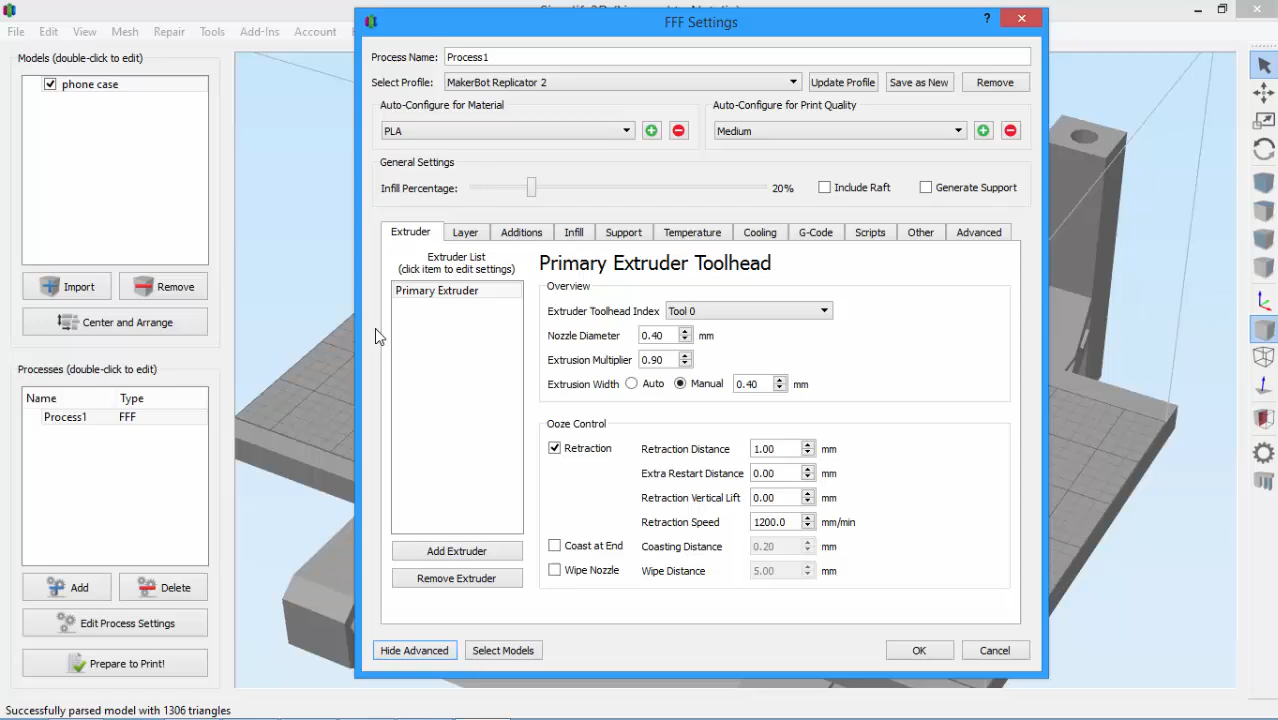 FFF Settings
?
File Edit View Mesh Repair Tools Add-Ins Account
Models (double-click to edit)
phone case
Import
Remove
Center and Arrange
Processes (double-click to edit)
Name Type
Process1 FFF
Add
Delete
Edit Process Settings
Prepare to Print!
Successfully parsed model with 1306 triangles
Process Name: Process1
Select Profile: MakerBot Replicator 2 Update Profile Save as New Remove
Auto-Configure for Material
PLA
Auto-Configure for Print Quality
Medium
General Settings
Infill Percentage: 20% Include Raft Generate Support
Extruder Layer Additions Infill Support Temperature Cooling G-Code Scripts Other Advanced
Extruder List
(click item to edit settings)
Primary Extruder
Add Extruder
Remove Extruder
Primary Extruder Toolhead
Overview
Extruder Toolhead Index Tool 0
Nozzle Diameter 0.40 mm
Extrusion Multiplier 0.90
Extrusion Width Auto Manual 0.40 mm
Ooze Control
Retraction Retraction Distance 1.00 mm
Extra Restart Distance 0.00 mm
Retraction Vertical Lift 0.00 mm
Retraction Speed 1200.0 mm/min
Coast at End Coasting Distance 0.20 mm
Wipe Nozzle Wipe Distance 5.00 mm
Hide Advanced Select Models OK Cancel